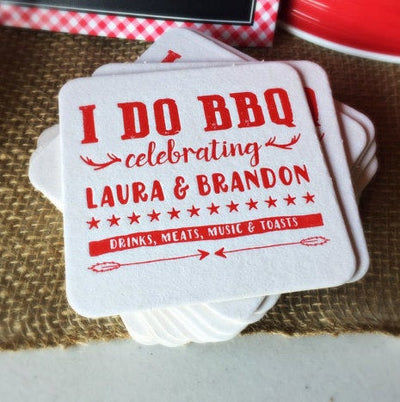 I DO BBQ
celebrating
LAURA & BRANDON
DRINKS, MEATS, MUSIC & TOASTS